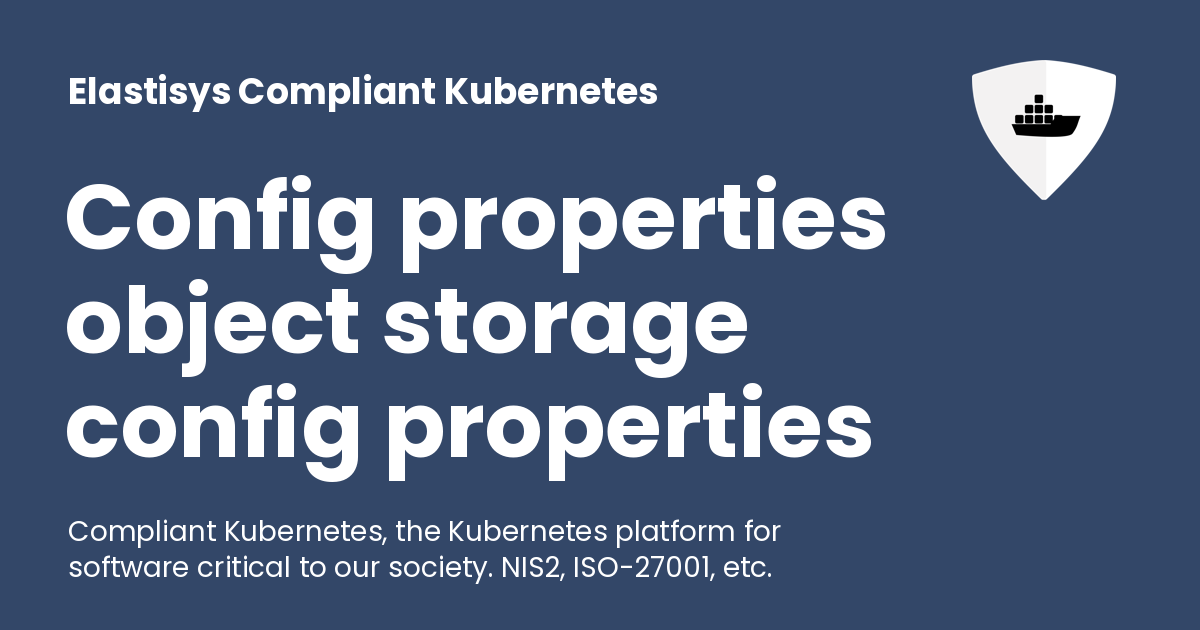 Elastisys Compliant Kubernetes
Config properties
object storage
config properties
Compliant Kubernetes, the Kubernetes platform for
software critical to our society. NIS2, ISO-27001, etc.